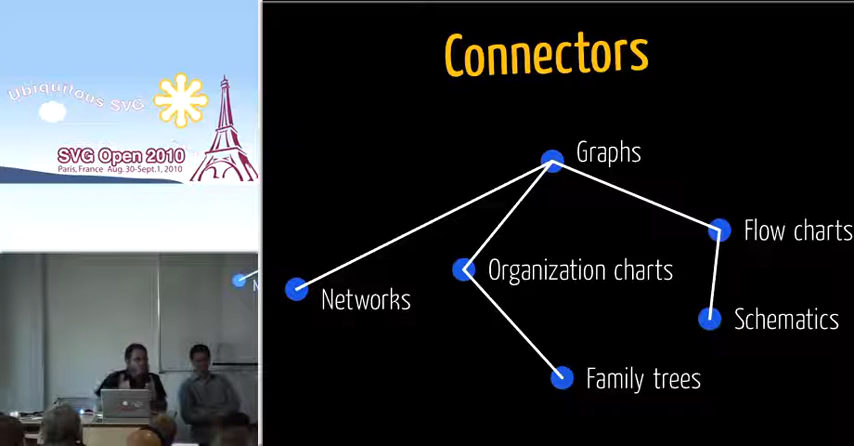 Ubiquitous SVG
SVG Open 2010
Paris, France Aug. 30-Sept.1, 2010
Connectors
Graphs
Flow charts
Organization charts
Networks
Schematics
Family trees